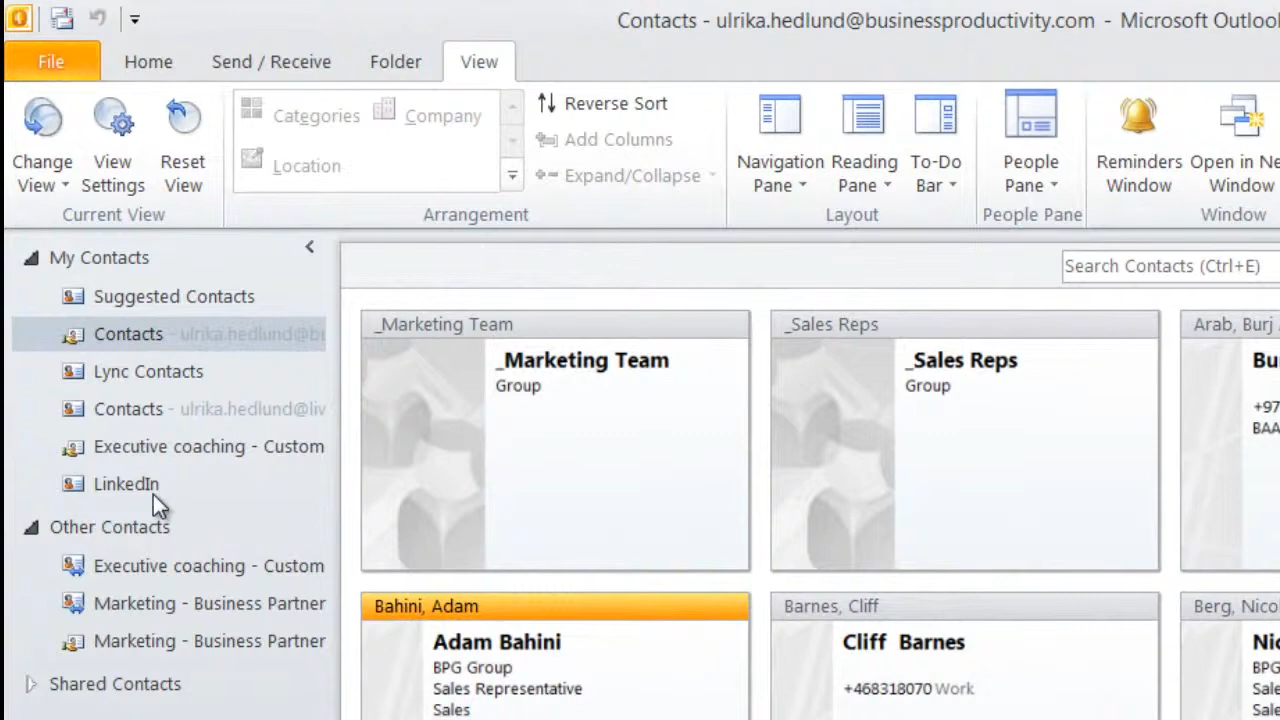 Contacts - ulrika.hedlund@businessproductivity.com - Microsoft Outlook
File Home Send / Receive Folder View
Change View
View Settings
Reset View
Current View
Categories Company
Location
Arrangement
Reverse Sort
Add Columns
Expand/Collapse
Navigation Pane
Reading Pane
To-Do Bar
Layout
People Pane
People Pane
Reminders Window
Open in Ne
Window
Window
My Contacts
Suggested Contacts
Contacts - ulrika.hedlund@bu
Lync Contacts
Contacts - ulrika.hedlund@liv
Executive coaching - Custom
LinkedIn
Other Contacts
Executive coaching - Custom
Marketing - Business Partner
Marketing - Business Partner
Shared Contacts
Search Contacts (Ctrl+E)
_Marketing Team
_Marketing Team
Group
_Sales Reps
_Sales Reps
Group
Arab, Burj
Bu
+97
BAA
Bahini, Adam
Adam Bahini
BPG Group
Sales Representative
Sales
Barnes, Cliff
Cliff Barnes
+468318070 Work
Berg, Nico
Nic
BPG
Sale
Sale